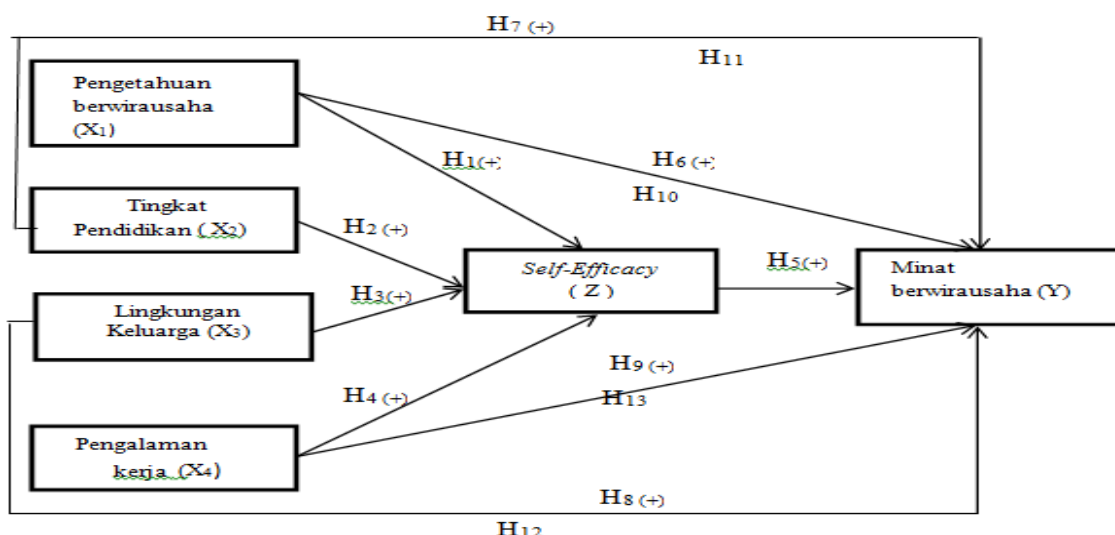 H7 (+)
H11
Pengetahuan
berwirausaha
(X1)
H1(+)
H6 (+)
H10
Tingkat
Pendidikan ( X2)
H2 (+)
Self-Efficacy
( Z )
H5(+)
Minat
berwirausaha (Y)
H3(+)
Lingkungan
Keluarga (X3)
H4 (+)
H9 (+)
H13
Pengalaman
kerja (X4)
H8 (+)
H12